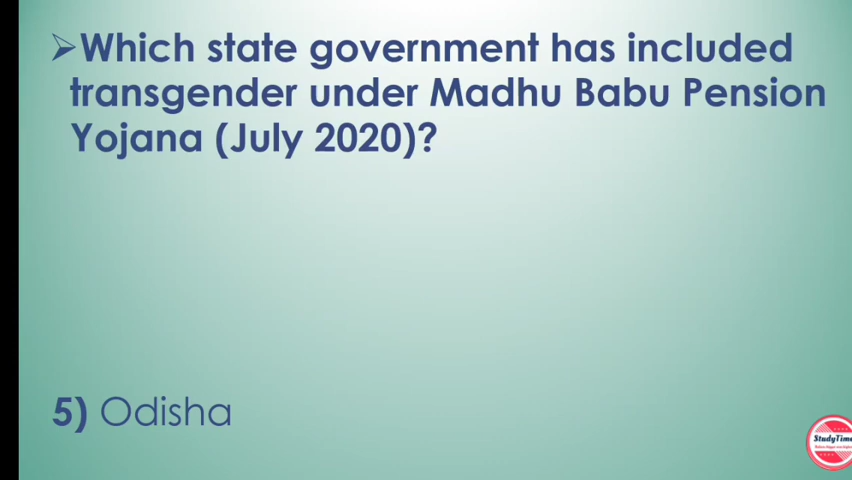 ➢Which state government has included
transgender under Madhu Babu Pension
Yojana (July 2020)?
5) Odisha
StudyTime